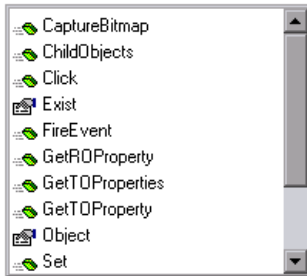 CaptureBitmap
ChildObjects
Click
Exist
FireEvent
GetROProperty
GetTOProperties
GetTOProperty
Object
Set